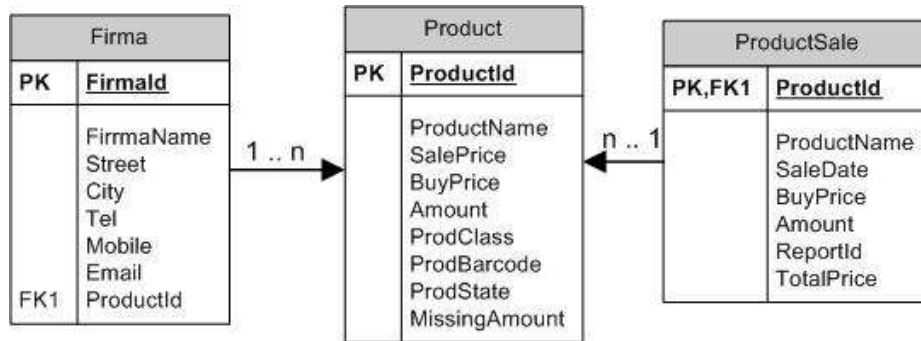 Firma
PK FirmaId
FirrmaName
Street
City
Tel
Mobile
Email
FK1 ProductId
1 .. n
Product
PK ProductId
ProductName
SalePrice
BuyPrice
Amount
ProdClass
ProdBarcode
ProdState
MissingAmount
n .. 1
ProductSale
PK,FK1 ProductId
ProductName
SaleDate
BuyPrice
Amount
ReportId
TotalPrice